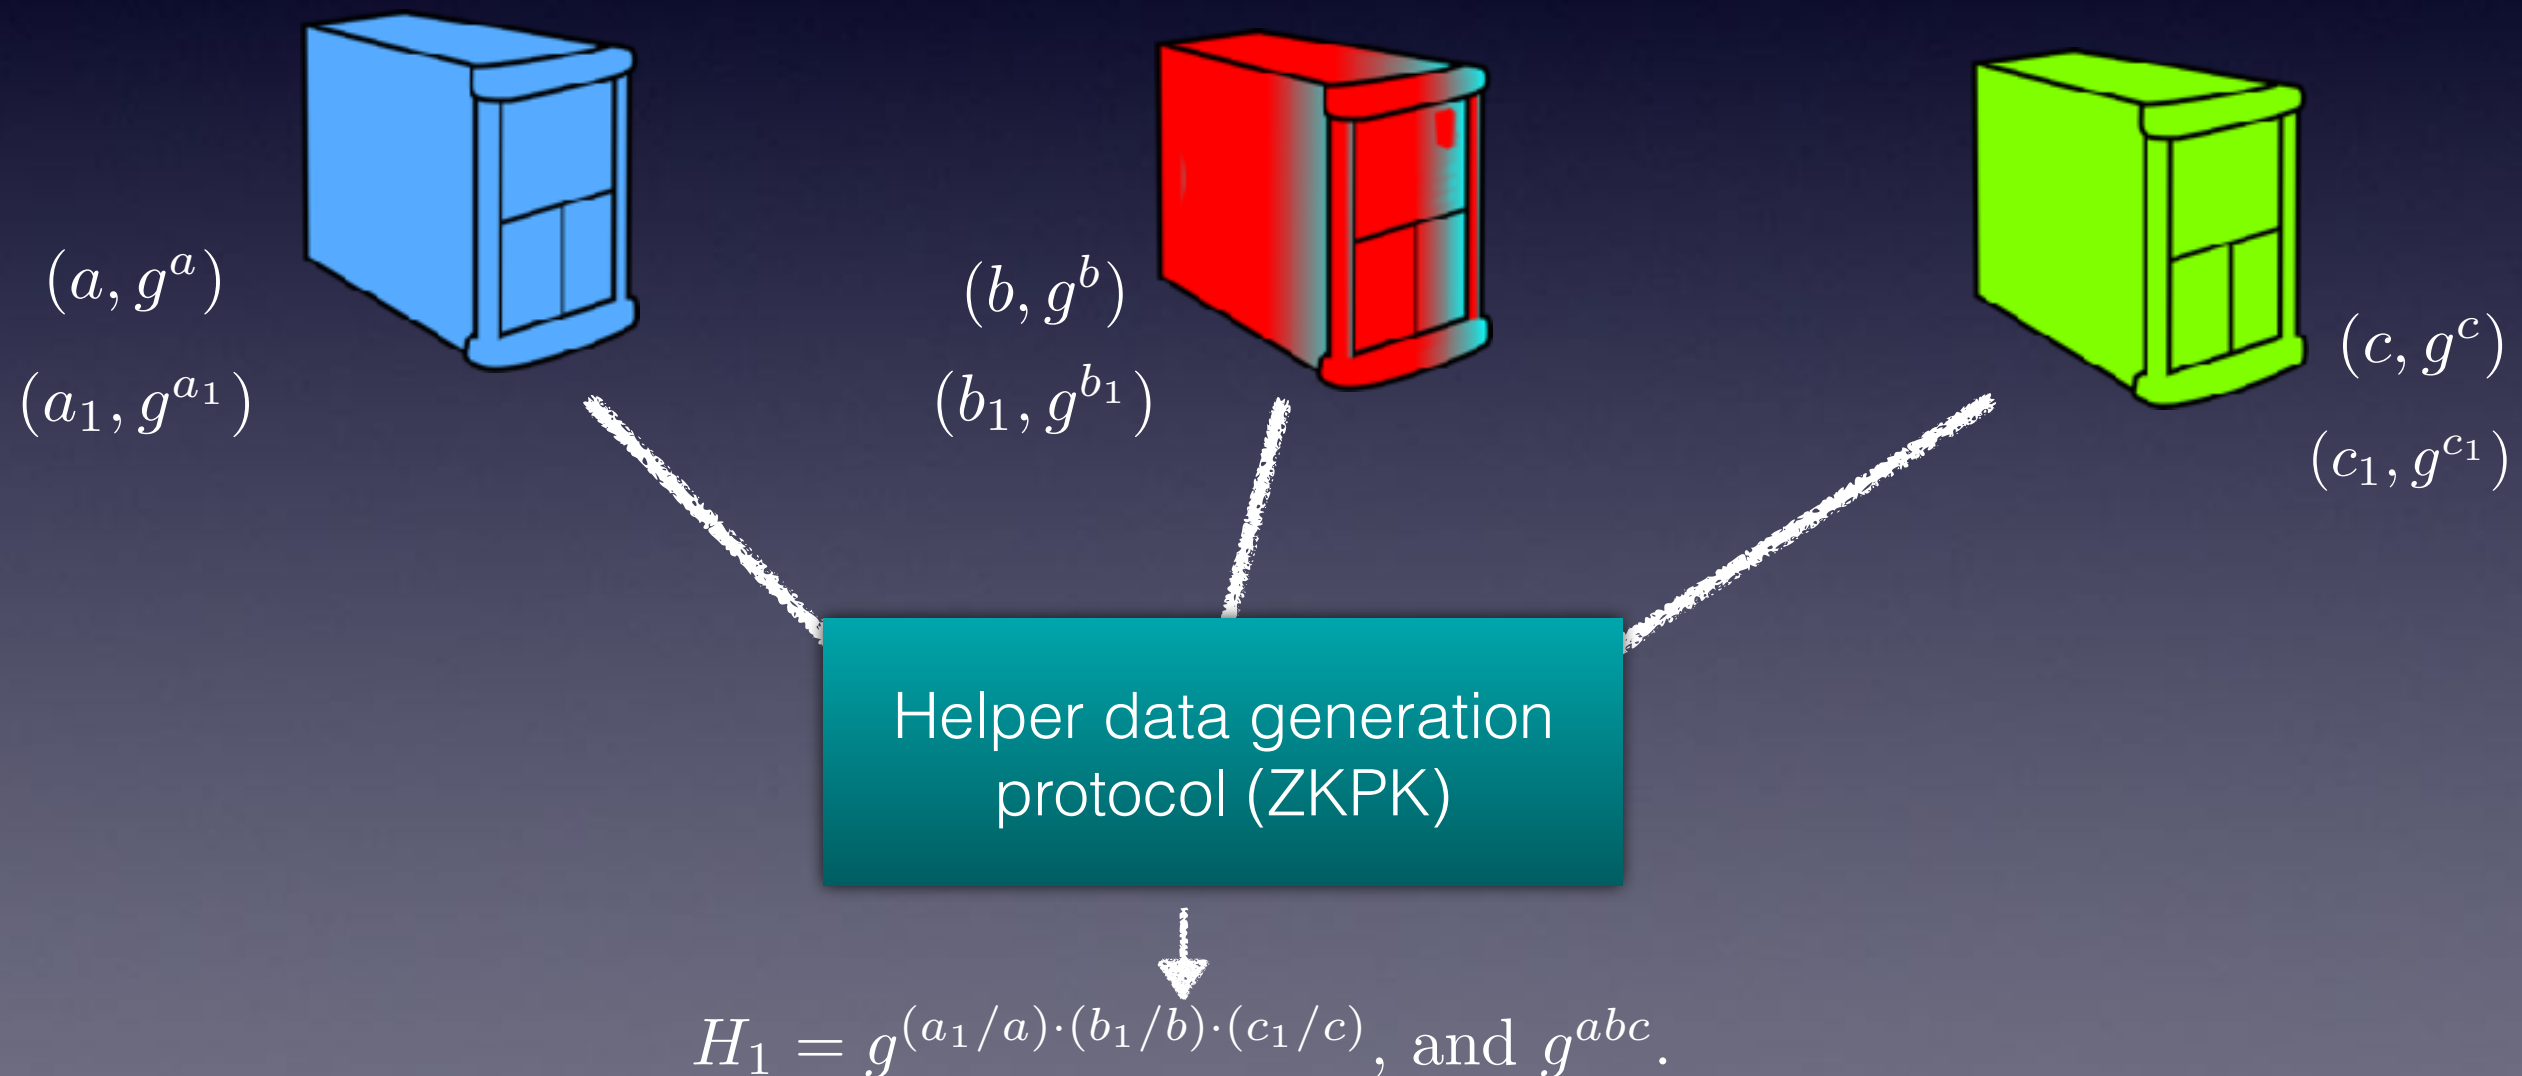 (a, g^a)
(a_1, g^{a_1})
(b, g^b)
(b_1, g^{b_1})
(c, g^c)
(c_1, g^{c_1})
Helper data generation
protocol (ZKPK)
H_1 = g^{(a_1/a)·(b_1/b)·(c_1/c)}, and g^{abc}.